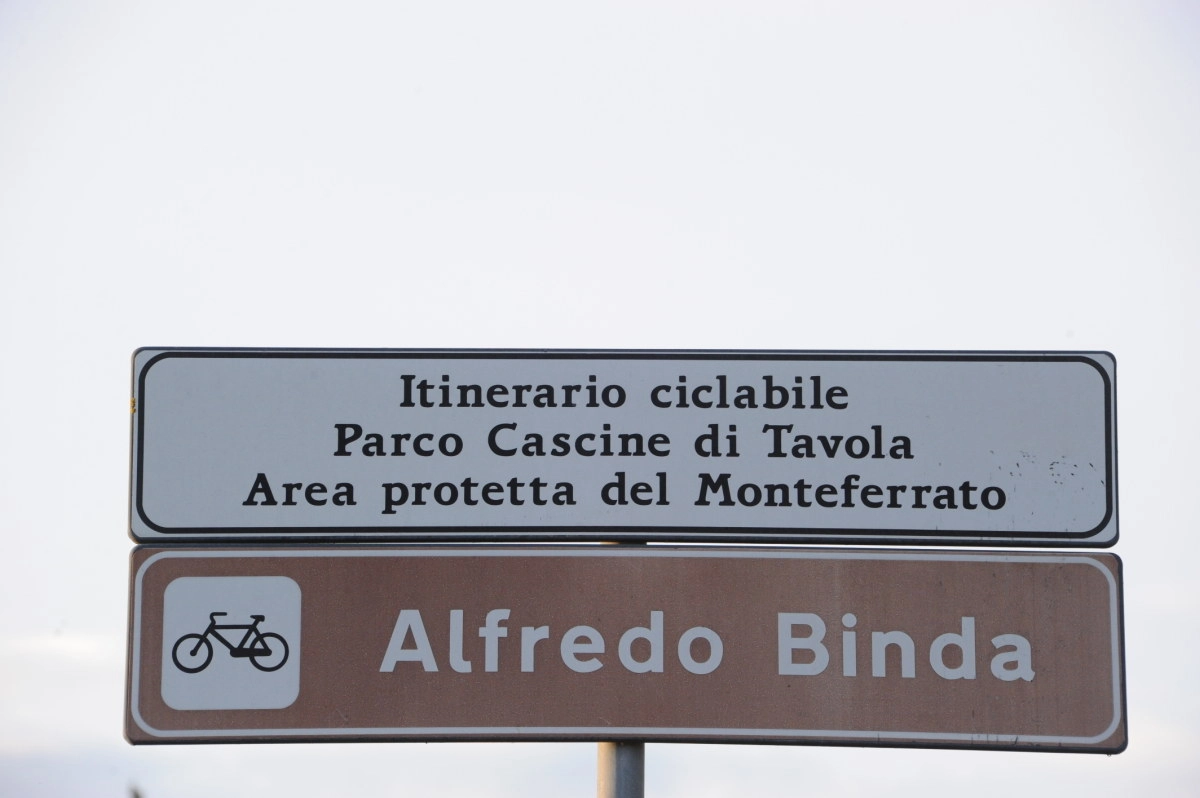 Itinerario ciclabile
Parco Cascine di Tavola
Area protetta del Monteferrato
Alfredo Binda